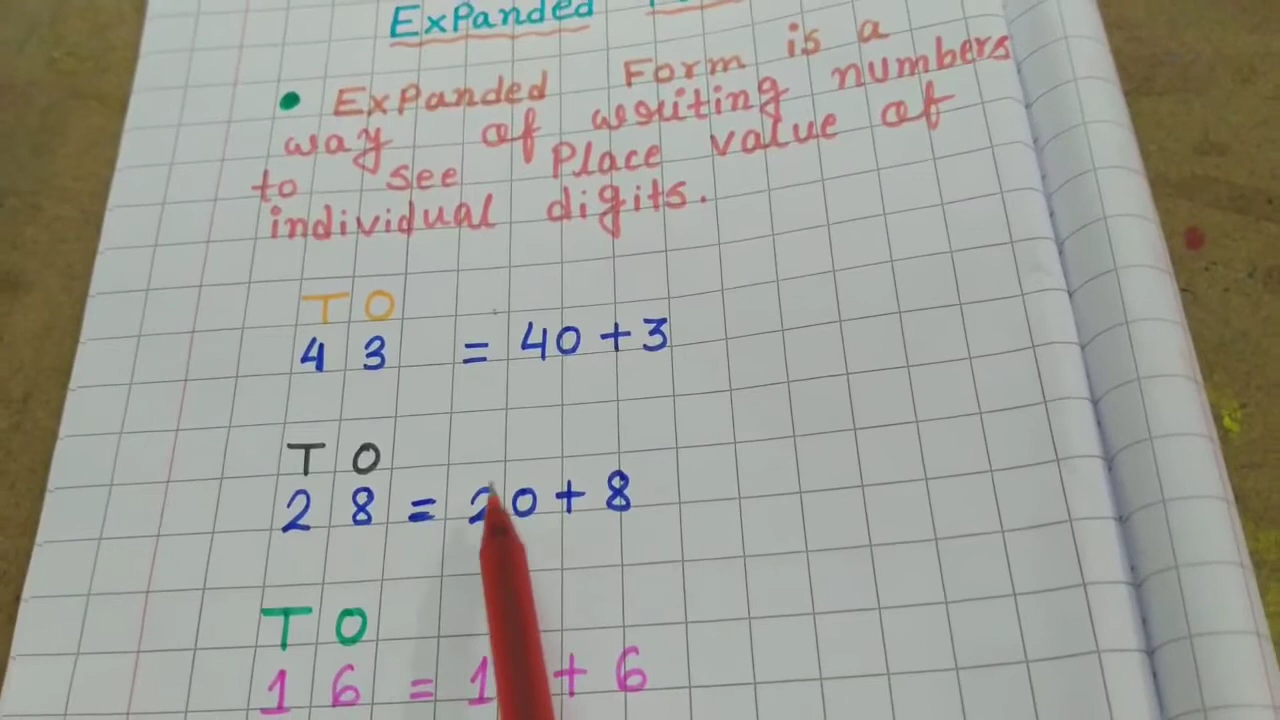 Expanded
• Expanded Form is a
way of writing numbers
to see Place value of
individual digits.
T O
4 3 = 40 + 3
T O
2 8 = 20 + 8
T O
1 6 = 1 + 6